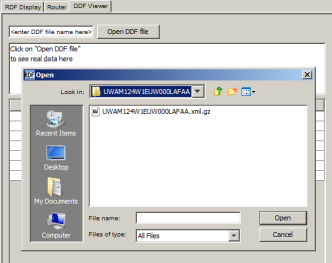 RDF Display Router DDF Viewer
<enter DDF file name here> Open DDF file
Click on "Open DDF file"
to see real data here
Open
Look in: UWAM124W1EUW000LAFAA
UWAM124W1EUW000LAFAA.xml.gz
Recent Items
Desktop
My Documents
Computer
File name: Open
Files of type: All Files Cancel